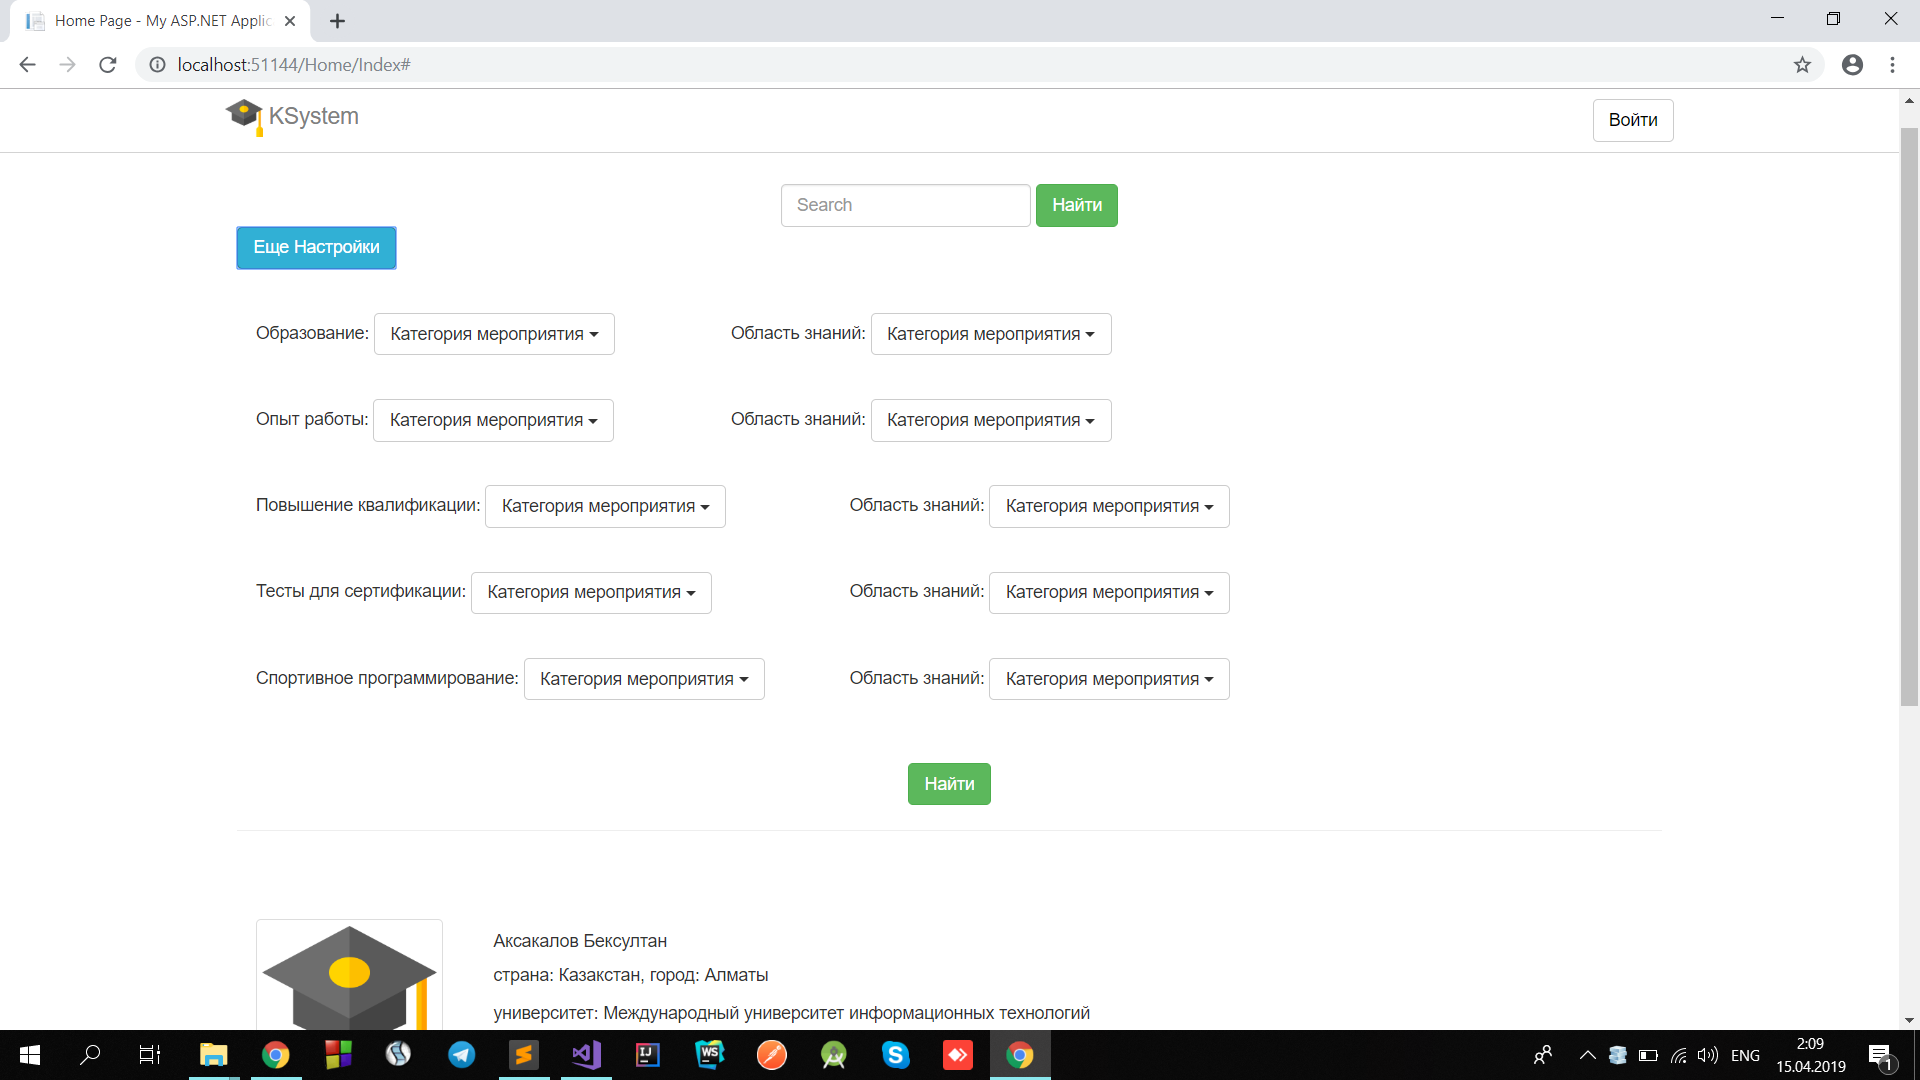 Home Page - My ASP.NET Applic
localhost:51144/Home/Index#
KSystem
Войти
Search
Найти
Еще Настройки
Образование: Категория мероприятия Область знаний: Категория мероприятия
Опыт работы: Категория мероприятия Область знаний: Категория мероприятия
Повышение квалификации: Категория мероприятия Область знаний: Категория мероприятия
Тесты для сертификации: Категория мероприятия Область знаний: Категория мероприятия
Спортивное программирование: Категория мероприятия Область знаний: Категория мероприятия
Найти
Аксакалов Бексултан
страна: Казакстан, город: Алматы
университет: Международный университет информационных технологий
IJ
WS
ENG
2:09
15.04.2019
1